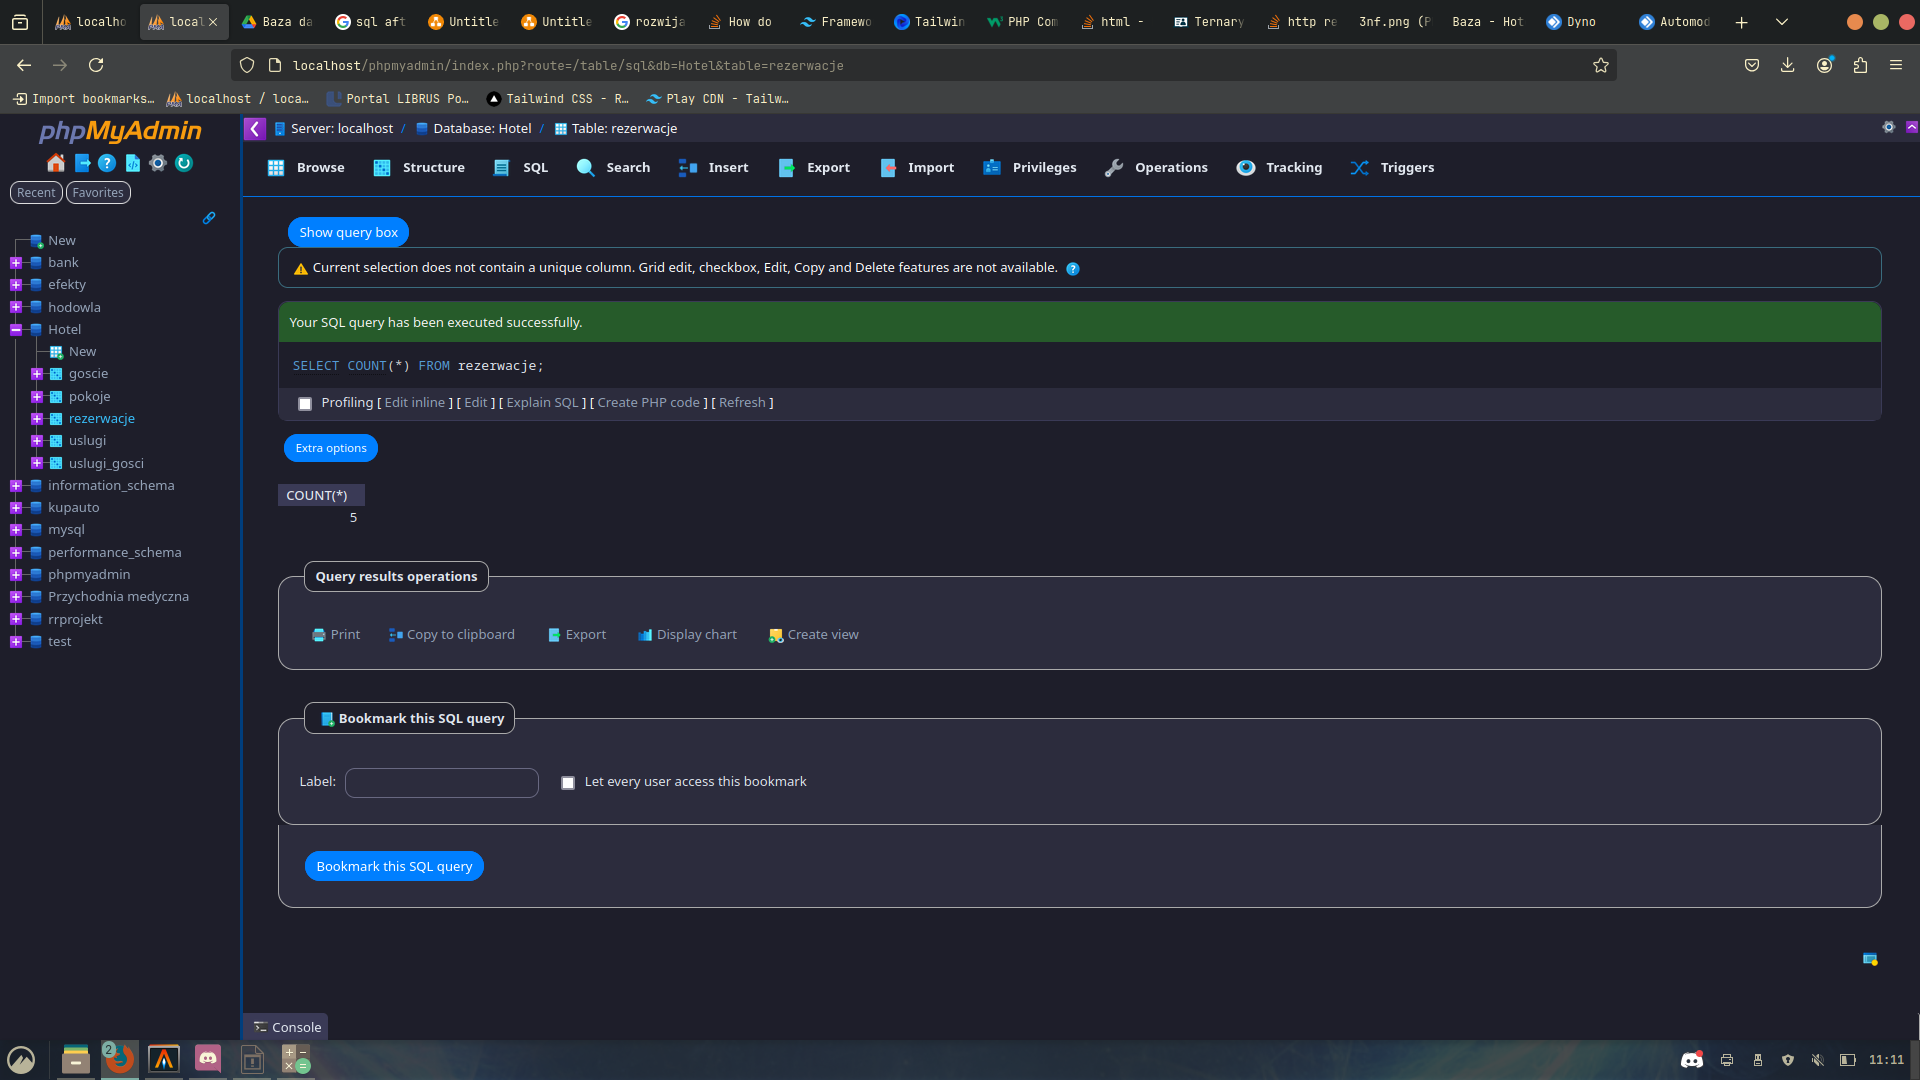 localho
local
Baza da
sql aft
Untitle
Untitle
rozwija
How do
Framewo
Tailwin
PHP Com
html -
Ternary
http re
3nf.png (P
Baza - Hot
Dyno
Automod
localhost/phpmyadmin/index.php?route=/table/sql&db=Hotel&table=rezerwacje
Import bookmarks…
localhost / loca…
Portal LIBRUS Po…
Tailwind CSS - R…
Play CDN - Tailw…
phpMyAdmin
Recent
Favorites
New
bank
efekty
hodowla
Hotel
New
goscie
pokoje
rezerwacje
uslugi
uslugi_gosci
information_schema
kupauto
mysql
performance_schema
phpmyadmin
Przychodnia medyczna
rrprojekt
test
Server: localhost / Database: Hotel / Table: rezerwacje
Browse
Structure
SQL
Search
Insert
Export
Import
Privileges
Operations
Tracking
Triggers
Show query box
Current selection does not contain a unique column. Grid edit, checkbox, Edit, Copy and Delete features are not available.
Your SQL query has been executed successfully.
SELECT COUNT(*) FROM rezerwacje;
Profiling [ Edit inline ] [ Edit ] [ Explain SQL ] [ Create PHP code ] [ Refresh ]
Extra options
COUNT(*)
5
Query results operations
Print
Copy to clipboard
Export
Display chart
Create view
Bookmark this SQL query
Label:
Let every user access this bookmark
Bookmark this SQL query
Console
2
11:11